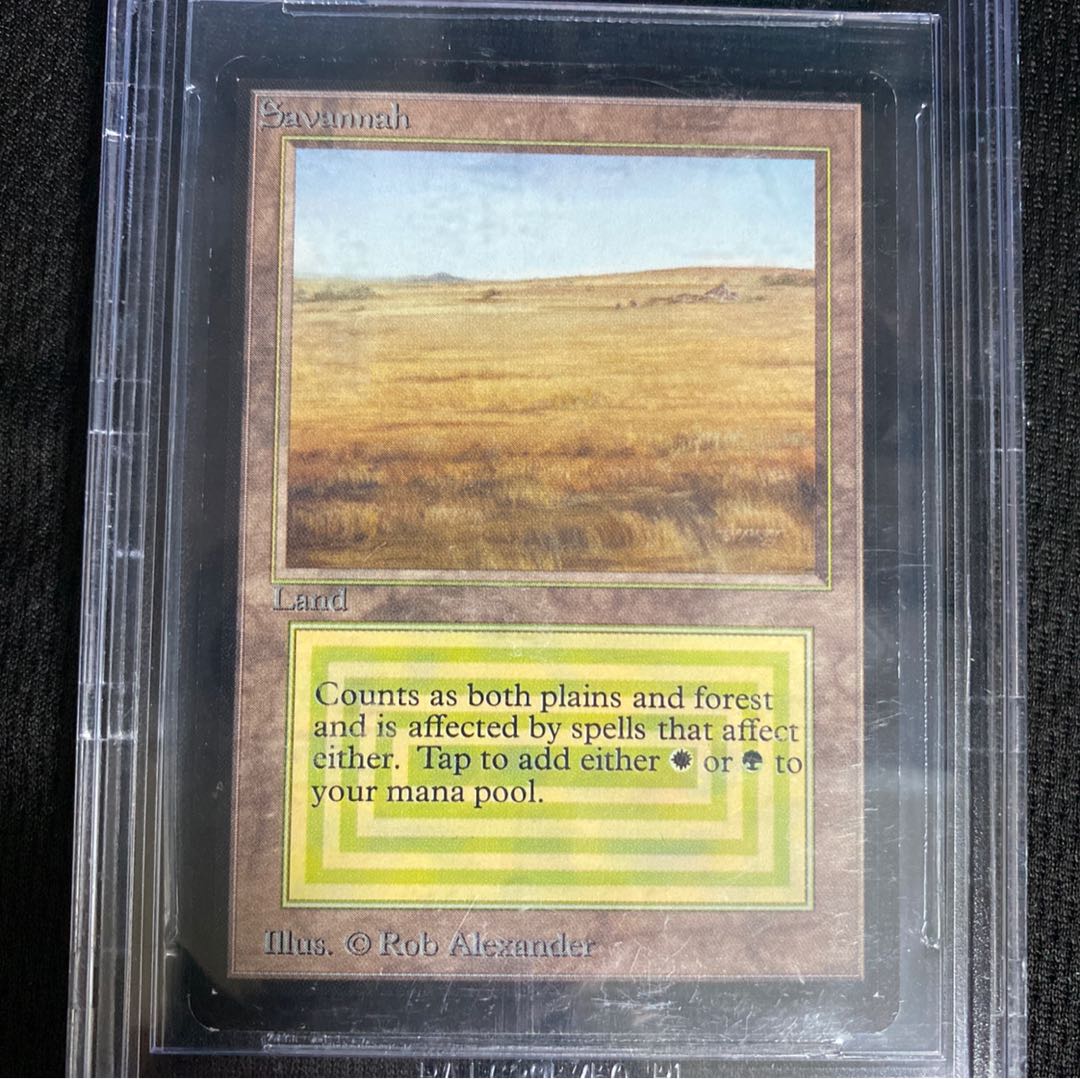 Savannah
Land
Counts as both plains and forest
and is affected by spells that affect
either. Tap to add either or to
your mana pool.
Illus. © Rob Alexander